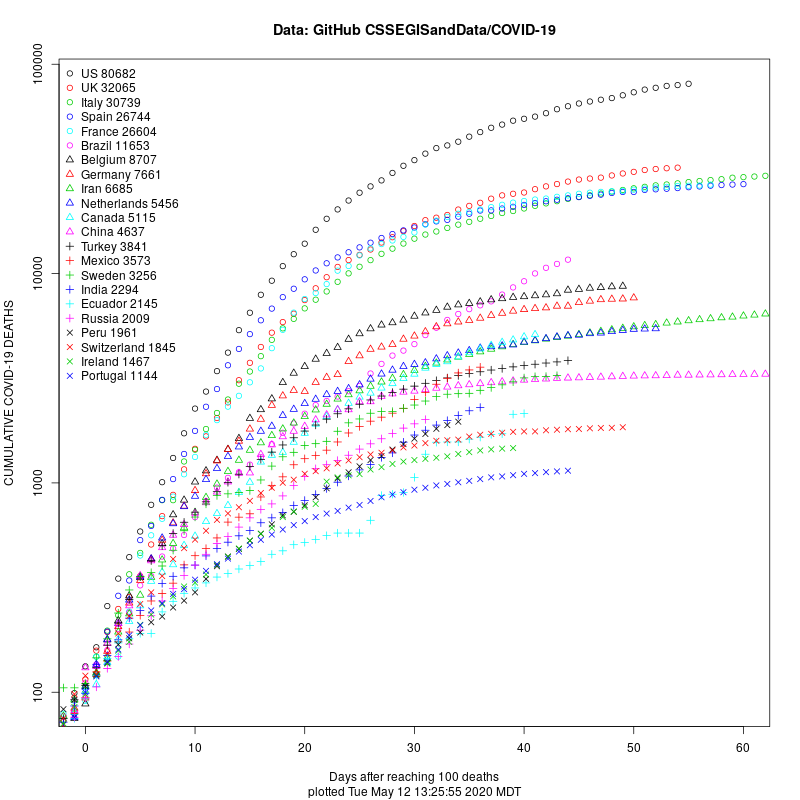 Data: GitHub CSSEGISandData/COVID-19
CUMULATIVE COVID-19 DEATHS
100000
10000
1000
100
US 80682
UK 32065
Italy 30739
Spain 26744
France 26604
Brazil 11653
Belgium 8707
Germany 7661
Iran 6685
Netherlands 5456
Canada 5115
China 4637
Turkey 3841
Mexico 3573
Sweden 3256
India 2294
Ecuador 2145
Russia 2009
Peru 1961
Switzerland 1845
Ireland 1467
Portugal 1144
0 10 20 30 40 50 60
Days after reaching 100 deaths
plotted Tue May 12 13:25:55 2020 MDT